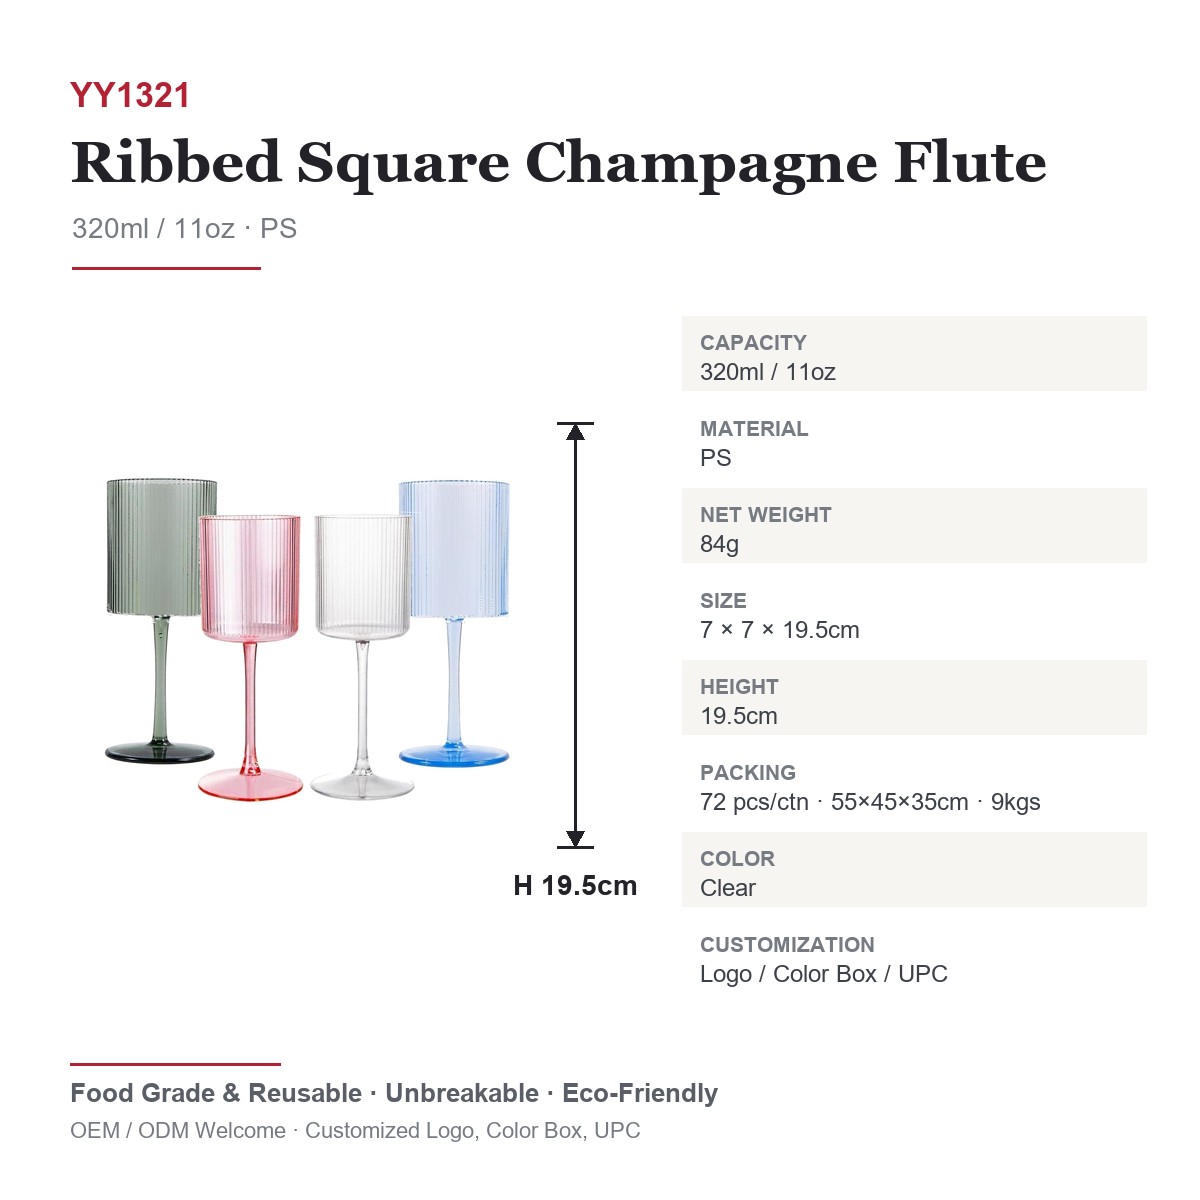 YY1321
Ribbed Square Champagne Flute
320ml / 11oz · PS
CAPACITY
320ml / 11oz
MATERIAL
PS
NET WEIGHT
84g
SIZE
7 × 7 × 19.5cm
HEIGHT
19.5cm
PACKING
72 pcs/ctn · 55×45×35cm · 9kgs
COLOR
Clear
CUSTOMIZATION
Logo / Color Box / UPC
H 19.5cm
Food Grade & Reusable · Unbreakable · Eco-Friendly
OEM / ODM Welcome · Customized Logo, Color Box, UPC